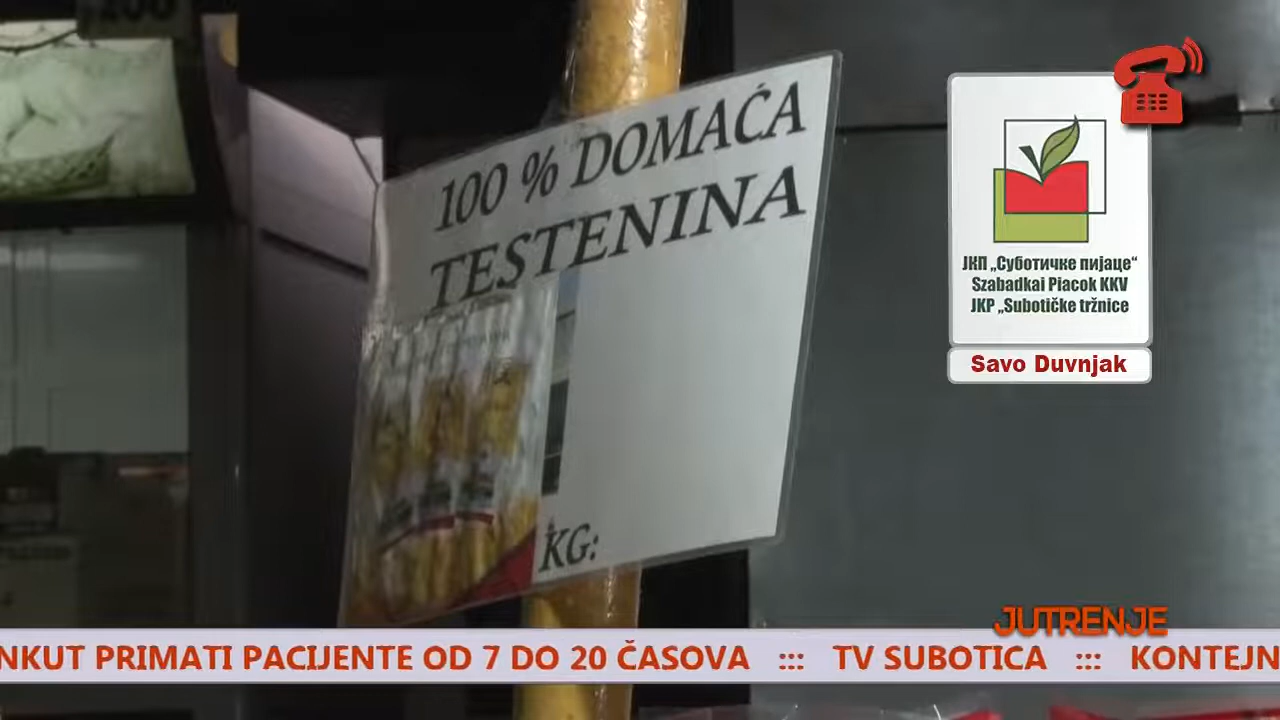 100 % DOMAĆA
TESTENINA
KG:
ЈКП „Суботичке пијаце“
Szabadkai Piacok KKV
JKP „Subotičke tržnice
Savo Duvnjak
JUTRENJE
NKUT PRIMATI PACIJENTE OD 7 DO 20 ČASOVA ::: TV SUBOTICA ::: KONTEJN